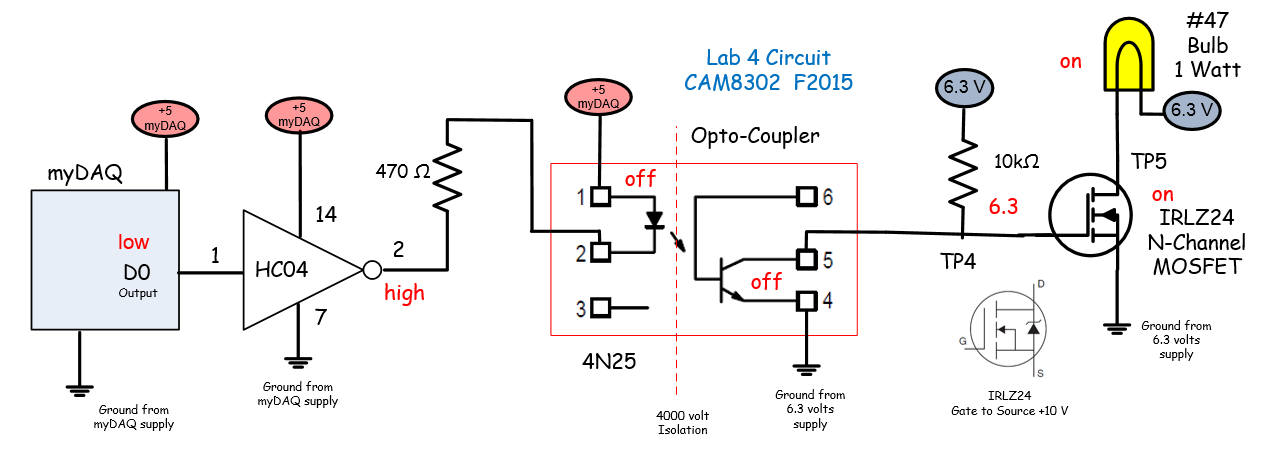 Lab 4 Circuit
CAM8302 F2015
#47
Bulb
1 Watt
on
6.3 V
6.3 V
+5
myDAQ
+5
myDAQ
+5
myDAQ
Opto-Coupler
myDAQ
470 Ω
10kΩ
TP5
off
1
6
on
6.3
IRLZ24
N-Channel
MOSFET
14
low
D0
Output
1
HC04
2
high
2
5
off
TP4
3
4
7
4N25
D
G
S
Ground from
6.3 volts
supply
Ground from
myDAQ supply
Ground from
myDAQ supply
4000 volt
Isolation
Ground from
6.3 volts
supply
IRLZ24
Gate to Source +10 V